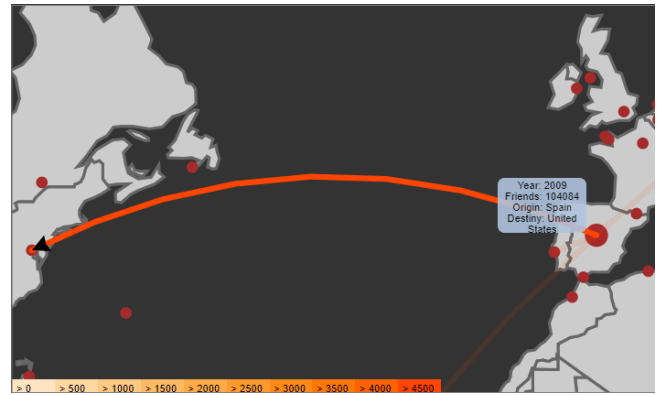 Year: 2009
Friends: 104084
Origin: Spain
Destiny: United
States
> 0 > 500 > 1000 > 1500 > 2000 > 2500 > 3000 > 3500 > 4000 > 4500